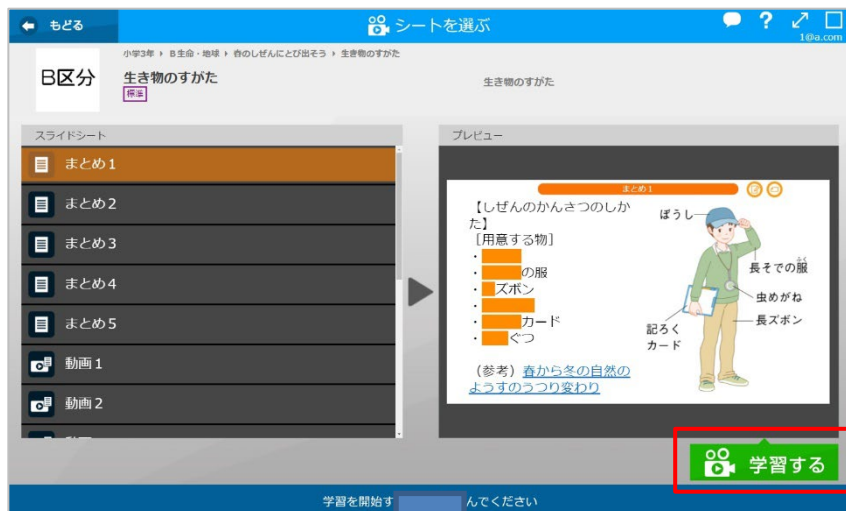 もどる
シートを選ぶ
?
1@a.com
小学3年 › B生命・地球 › 春のしぜんにとび出そう › 生き物のすがた
B区分
生き物のすがた
標準
生き物のすがた
スライドシート
まとめ1
まとめ2
まとめ3
まとめ4
まとめ5
動画1
動画2
プレビュー
まとめ1
【しぜんのかんさつのしか
た】
[用意する物]
・
・ の服
・ ズボン
・
・ カード
・ ぐつ
(参考) 春から冬の自然の
ようすのうつり変わり
ぼうし
ふく
長そでの服
虫めがね
長ズボン
記ろく
カード
学習する
学習を開始す んでください